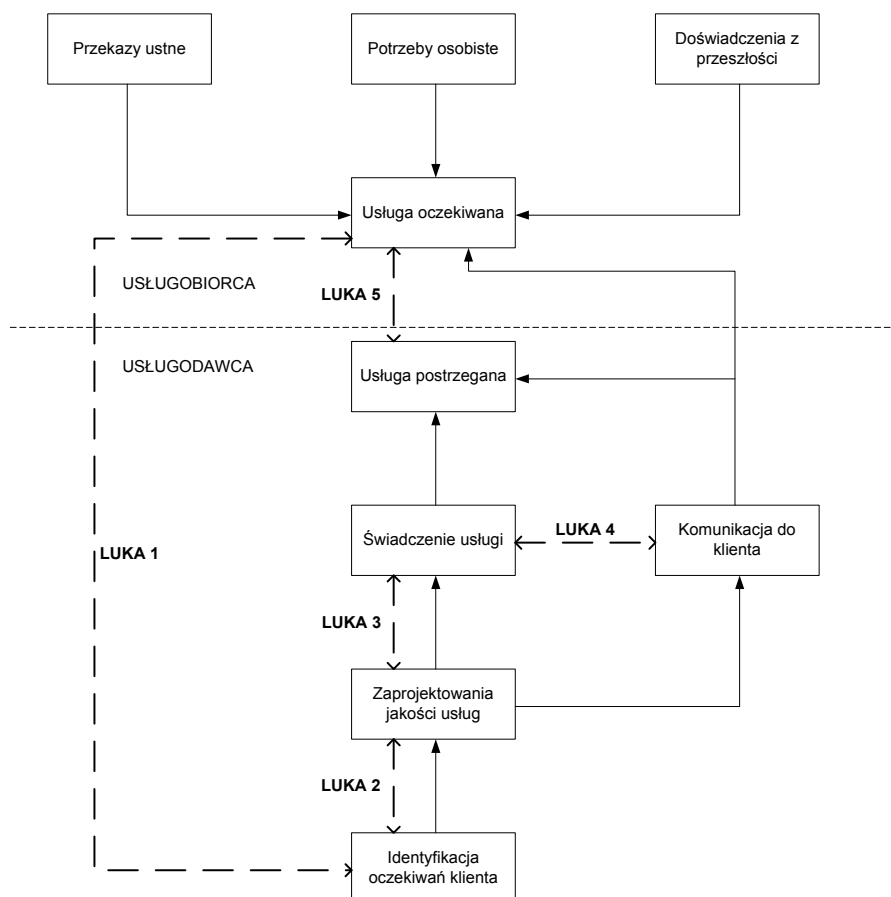 Przekazy ustne
Potrzeby osobiste
Doświadczenia z
przeszłości
Usługa oczekiwana
USŁUGOBIORCA
LUKA 5
USŁUGODAWCA
Usługa postrzegana
Świadczenie usługi
LUKA 4
Komunikacja do
klienta
LUKA 1
LUKA 3
Zaprojektowania
jakości usług
LUKA 2
Identyfikacja
oczekiwań klienta